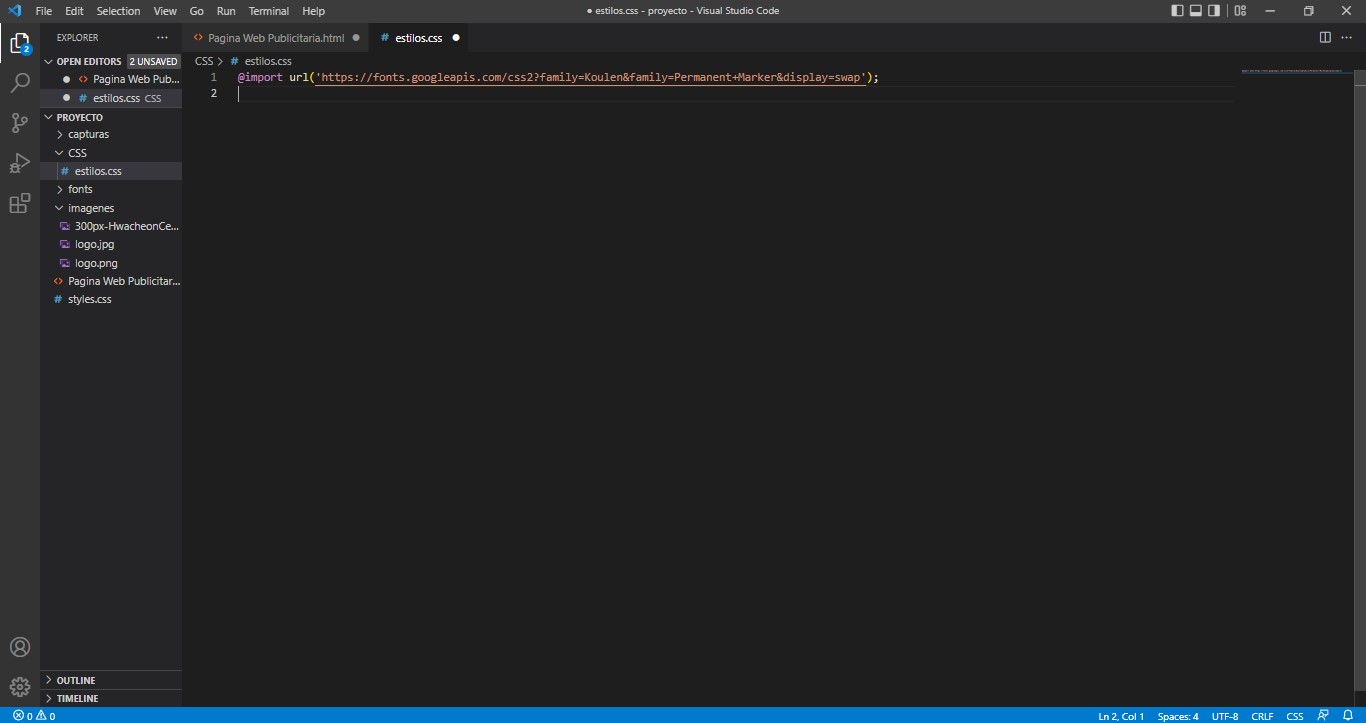 File Edit Selection View Go Run Terminal Help
● estilos.css - proyecto - Visual Studio Code
2
EXPLORER ...
OPEN EDITORS 2 UNSAVED
Pagina Web Pub...
# estilos.css CSS
PROYECTO
capturas
CSS
# estilos.css
fonts
imagenes
300px-HwacheonCe...
logo.jpg
logo.png
<> Pagina Web Publicitar...
# styles.css
OUTLINE
TIMELINE
<> Pagina Web Publicitaria.html ●
# estilos.css ●
CSS > # estilos.css
1 @import url('https://fonts.googleapis.com/css2?family=Koulen&family=Permanent+Marker&display=swap');
2
0 0
Ln 2, Col 1 Spaces: 4 UTF-8 CRLF CSS